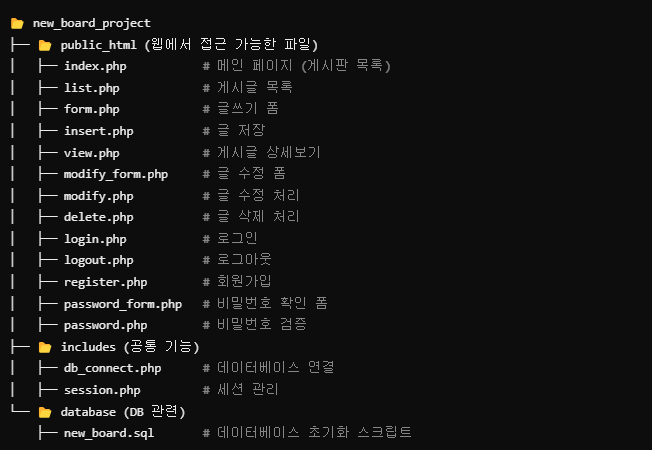 new_board_project
├── public_html (웹에서 접근 가능한 파일)
│   ├── index.php           # 메인 페이지 (게시판 목록)
│   ├── list.php            # 게시글 목록
│   ├── form.php            # 글쓰기 폼
│   ├── insert.php          # 글 저장
│   ├── view.php            # 게시글 상세보기
│   ├── modify_form.php     # 글 수정 폼
│   ├── modify.php          # 글 수정 처리
│   ├── delete.php          # 글 삭제 처리
│   ├── login.php           # 로그인
│   ├── logout.php          # 로그아웃
│   ├── register.php        # 회원가입
│   ├── password_form.php   # 비밀번호 확인 폼
│   ├── password.php        # 비밀번호 검증
├── includes (공통 기능)
│   ├── db_connect.php      # 데이터베이스 연결
│   ├── session.php         # 세션 관리
└── database (DB 관련)
    ├── new_board.sql       # 데이터베이스 초기화 스크립트